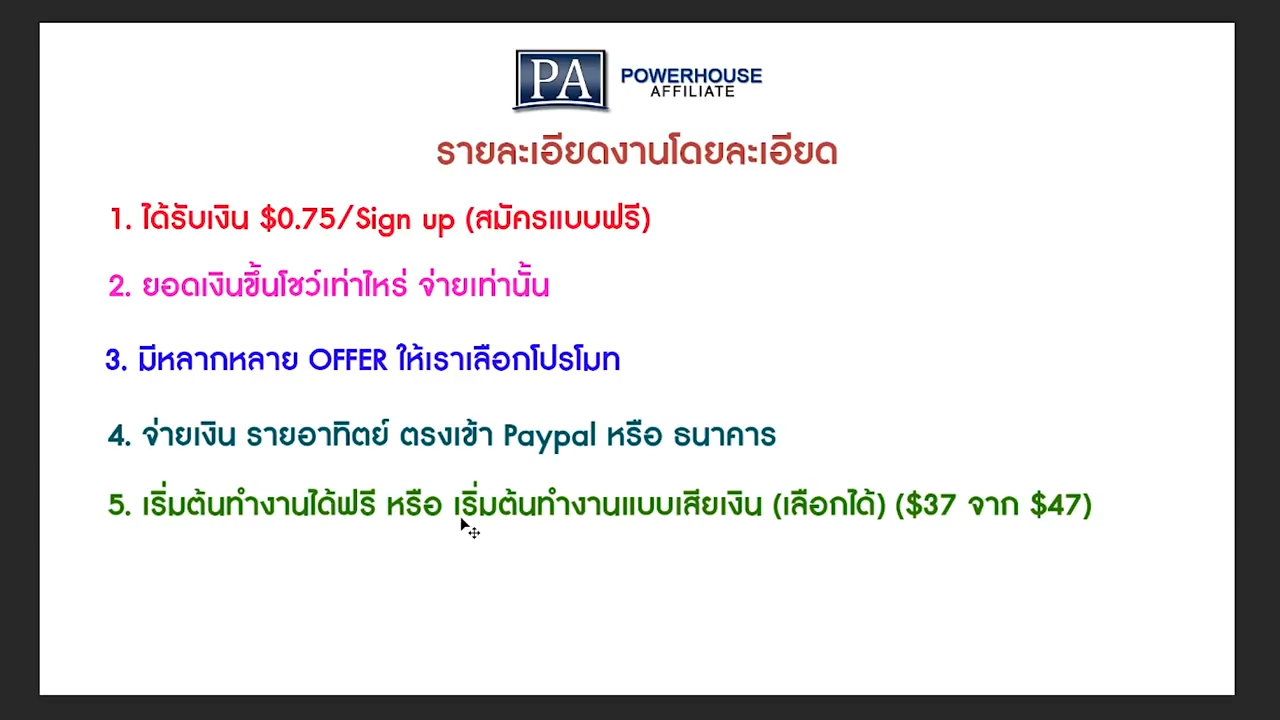 PA POWERHOUSE
AFFILIATE
รายละเอียดงานโดยละเอียด
1. ได้รับเงิน $0.75/Sign up (สมัครแบบฟรี)
2. ยอดเงินขึ้นโชว์เท่าไหร่ จ่ายเท่านั้น
3. มีหลากหลาย OFFER ให้เราเลือกโปรโมท
4. จ่ายเงิน รายอาทิตย์ ตรงเข้า Paypal หรือ ธนาคาร
5. เริ่มต้นทำงานได้ฟรี หรือ เริ่มต้นทำงานแบบเสียเงิน (เลือกได้) ($37 จาก $47)